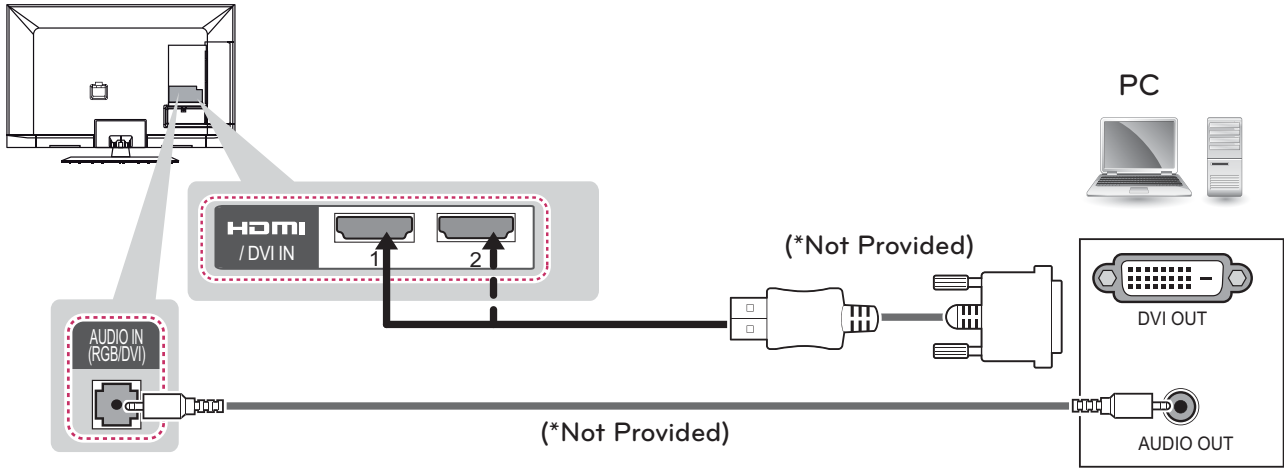 PC
HDMI
/ DVI IN
1
2
(*Not Provided)
DVI OUT
AUDIO IN
(RGB/DVI)
(*Not Provided)
AUDIO OUT